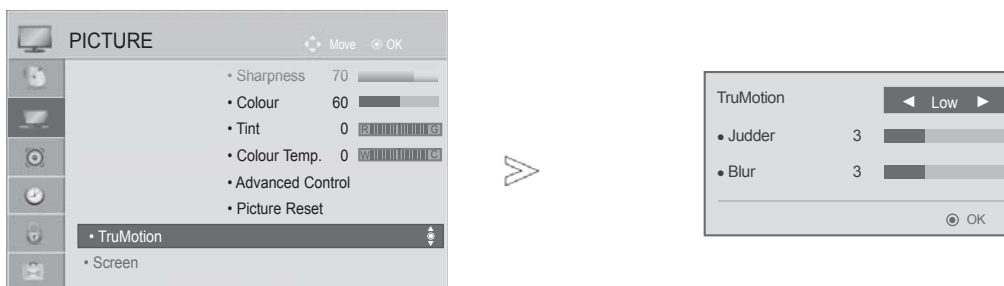 PICTURE
Move OK
• Sharpness 70
• Colour 60
• Tint 0 R G
• Colour Temp. 0 W C
• Advanced Control
• Picture Reset
• TruMotion
• Screen
TruMotion ◄ Low ►
● Judder 3
● Blur 3
OK